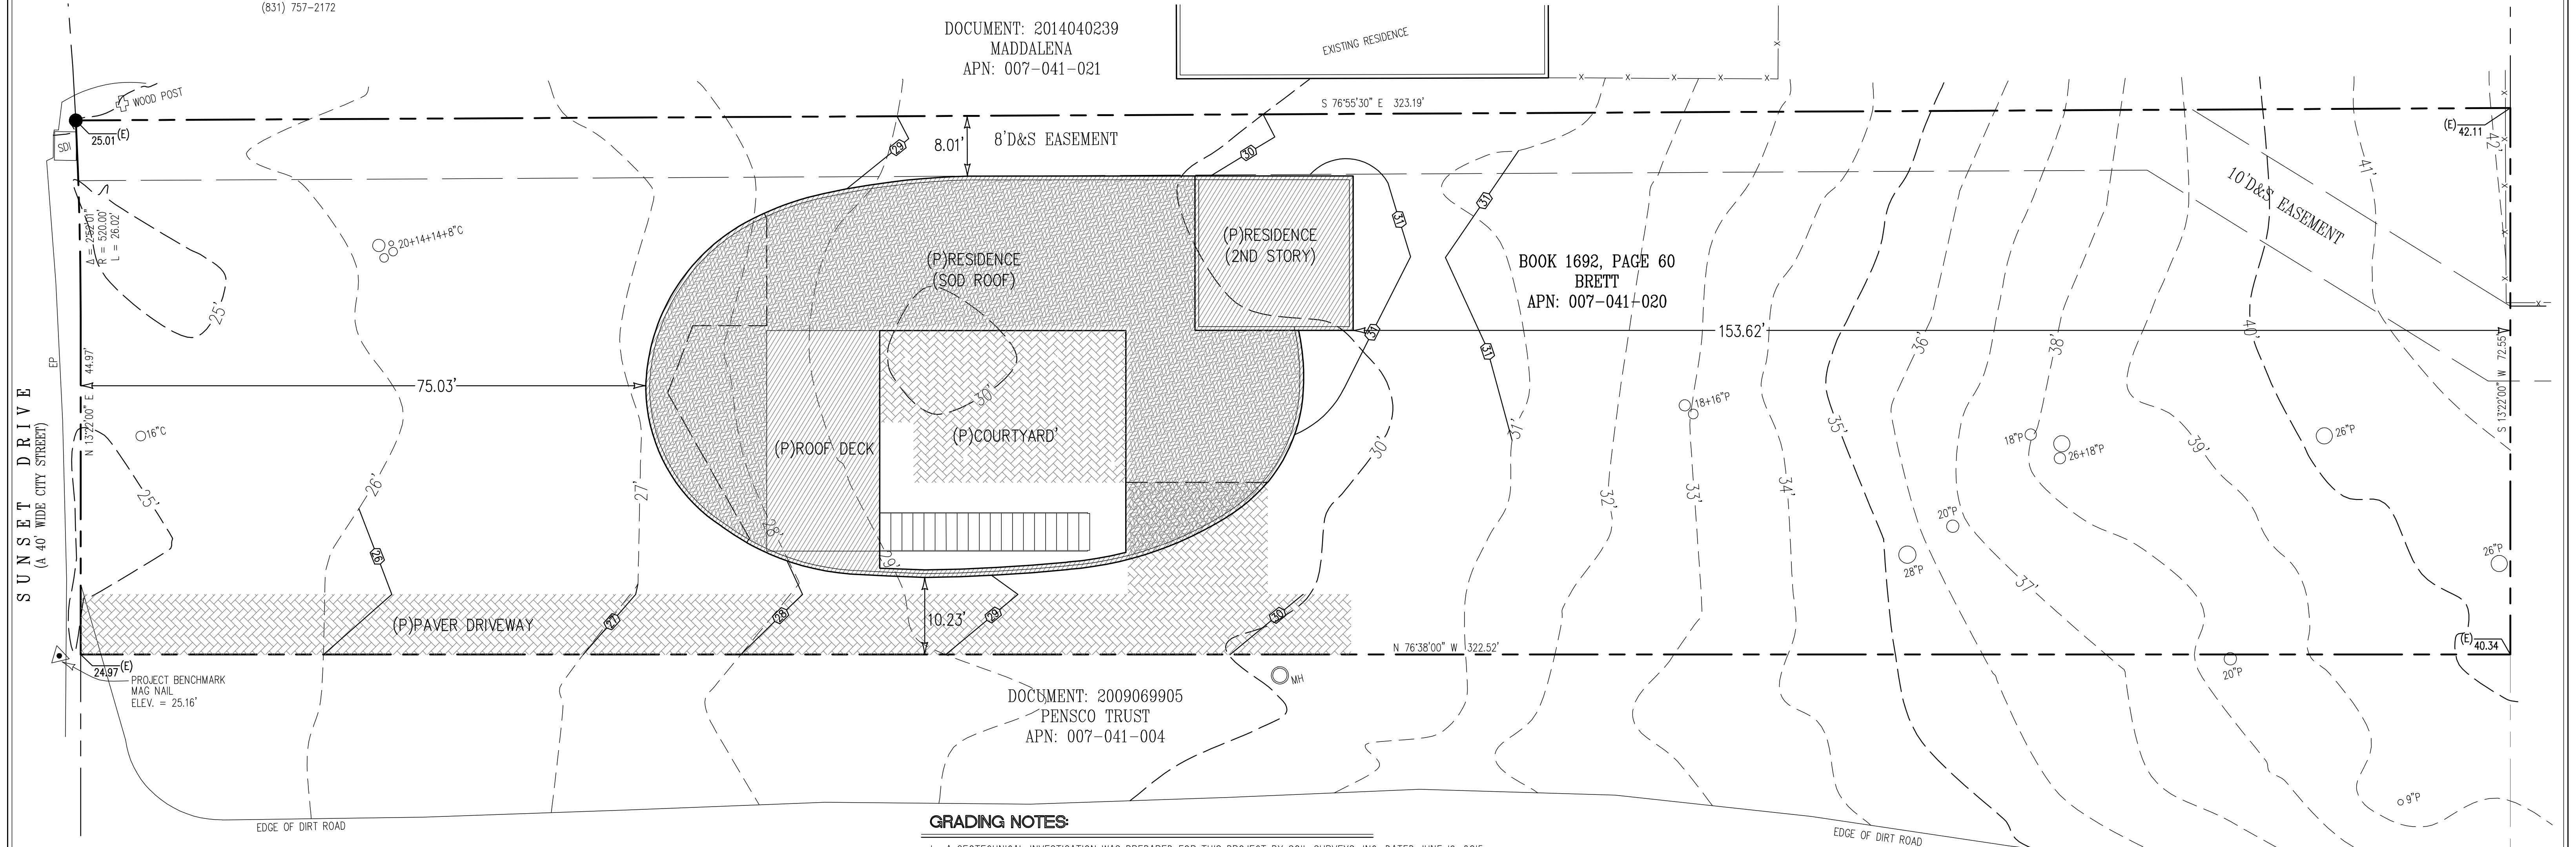 (831) 757-2172
DOCUMENT: 2014040239
MADDALENA
APN: 007-041-021
EXISTING RESIDENCE
WOOD POST
25.01 (E)
SDI
S 76°55'30" E 323.19'
8.01'
8'D&S EASEMENT
29
30
(E) 42.11
42'
41'
10'D&S EASEMENT
Δ = 2°52'01"
R = 520.00'
L = 26.02'
20+14+14+8"C
25'
(P)RESIDENCE
(SOD ROOF)
(P)RESIDENCE
(2ND STORY)
31
31
31
31
BOOK 1692, PAGE 60
BRETT
APN: 007-041-020
153.62'
36'
38'
40'
S 13°22'00" W 72.55'
EP
N 13°22'00" E 44.97'
SUNSET DRIVE
(A 40' WIDE CITY STREET)
75.03'
16"C
25'
26'
27'
28'
29'
30'
(P)ROOF DECK
(P)COURTYARD'
30'
31'
32'
33'
34'
35'
18+16"P
18"P
26+18"P
39'
26"P
20"P
28"P
37'
26"P
26
27
28
29
30
10.23'
(P)PAVER DRIVEWAY
N 76°38'00" W 322.52'
(E) 40.34
24.97 (E)
PROJECT BENCHMARK
MAG NAIL
ELEV. = 25.16'
MH
20"P
DOCUMENT: 2009069905
PENSCO TRUST
APN: 007-041-004
9"P
EDGE OF DIRT ROAD
GRADING NOTES:
EDGE OF DIRT ROAD